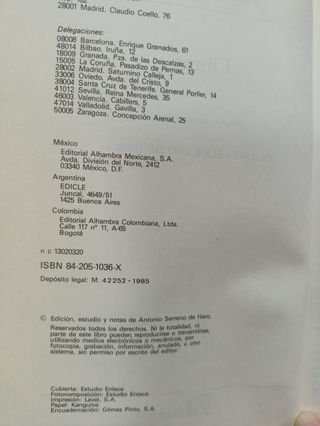 28001 Madrid. Claudio Coello, 76
Delegaciones:
08008 Barcelona. Enrique Granados, 61
48014 Bilbao. Iruña, 12
18009 Granada. Pza. de las Descalzas, 2
15005 La Coruña. Pasadizo de Pernas, 13
28002 Madrid. Saturnino Calleja, 1
33006 Oviedo. Avda. del Cristo, 9
38004 Santa Cruz de Tenerife. General Porlier, 14
41012 Sevilla. Reina Mercedes, 35
46003 Valencia. Cabillers, 5
47014 Valladolid. Gavilla, 3
50005 Zaragoza. Concepción Arenal, 25
México
Editorial Alhambra Mexicana, S.A.
Avda. División del Norte, 2412
03340 México, D.F.
Argentina
EDICLE
Juncal, 4649/51
1425 Buenos Aires
Colombia
Editorial Alhambra Colombiana, Ltda.
Calle 117 nº 11, A-65
Bogotá
n c 13020320
ISBN 84-205-1036-X
Depósito legal: M. 42252 - 1985
© Edición, estudio y notas de Antonio Serrano de Haro.
Reservados todos los derechos. Ni la totalidad, ni
parte de este libro pueden reproducirse o transmitirse,
utilizando medios electrónicos o mecánicos, por
fotocopia, grabación, información, anulado, u otro
sistema, sin permiso por escrito del editor.
Cubierta: Estudio Enlace
Fotocomposición: Estudio Enlace
Impresión: Lavel, S.A.
Papel: Kanguros
Encuadernación: Gómez Pinto, S.A.